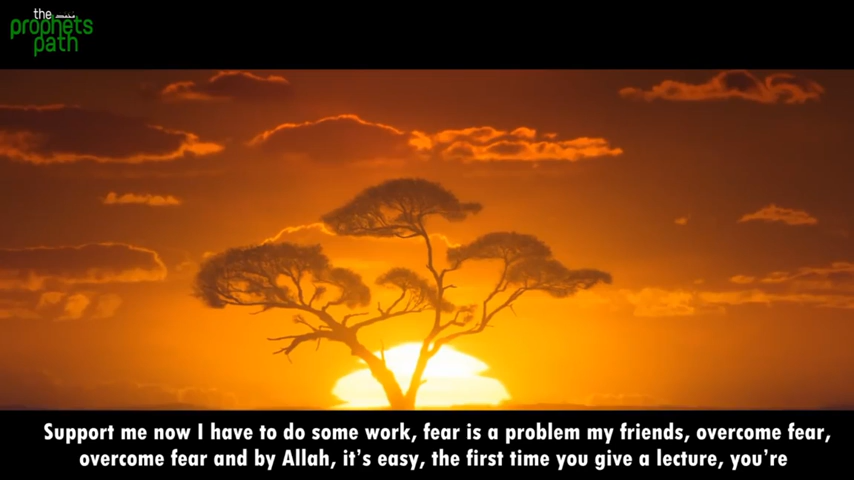 the
prophets
path
Support me now I have to do some work, fear is a problem my friends, overcome fear,
overcome fear and by Allah, it's easy, the first time you give a lecture, you're